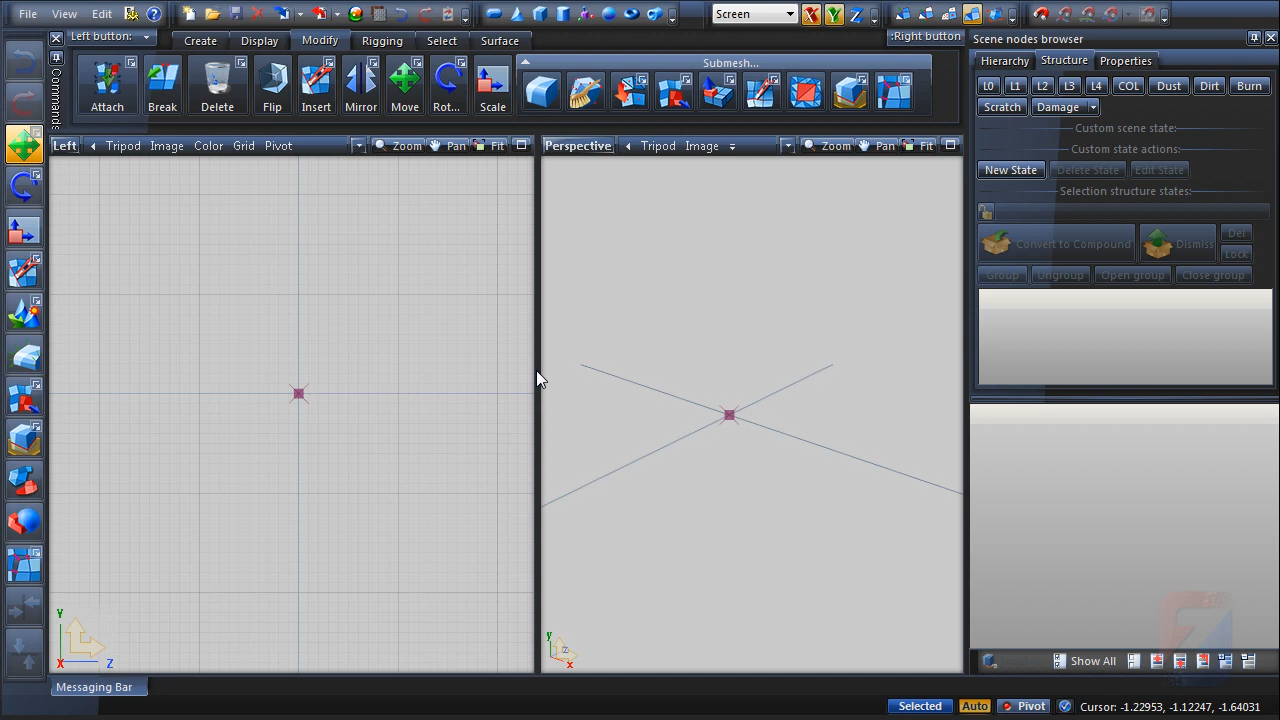 File View Edit
Screen
X Y Z
Scene nodes browser
Left button:
:Right button
Create Display Modify Rigging Select Surface
Commands
Attach Break Delete Flip Insert Mirror Move Rot... Scale
Submesh...
Hierarchy Structure Properties
L0 L1 L2 L3 L4 COL Dust Dirt Burn
Scratch Damage
Custom scene state:
Custom state actions:
New State Delete State Edit State
Selection structure states:
Convert to Compound Dismiss Del
Lock
Group Ungroup Open group Close group
Left Tripod Image Color Grid Pivot Zoom Pan Fit
Perspective Tripod Image Zoom Pan Fit
Y
X Z
y
z
x
Show All
Messaging Bar
Selected Auto Pivot Cursor: -1.22953, -1.12247, -1.64031